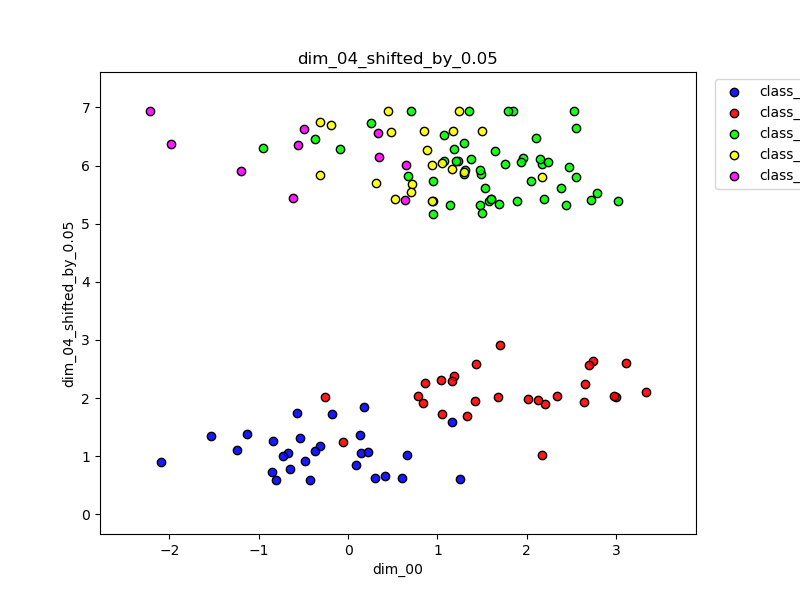 dim_04_shifted_by_0.05
class_
class_
class_
class_
class_
7
6
5
4
3
2
1
0
dim_04_shifted_by_0.05
−2
−1
0
1
2
3
dim_00